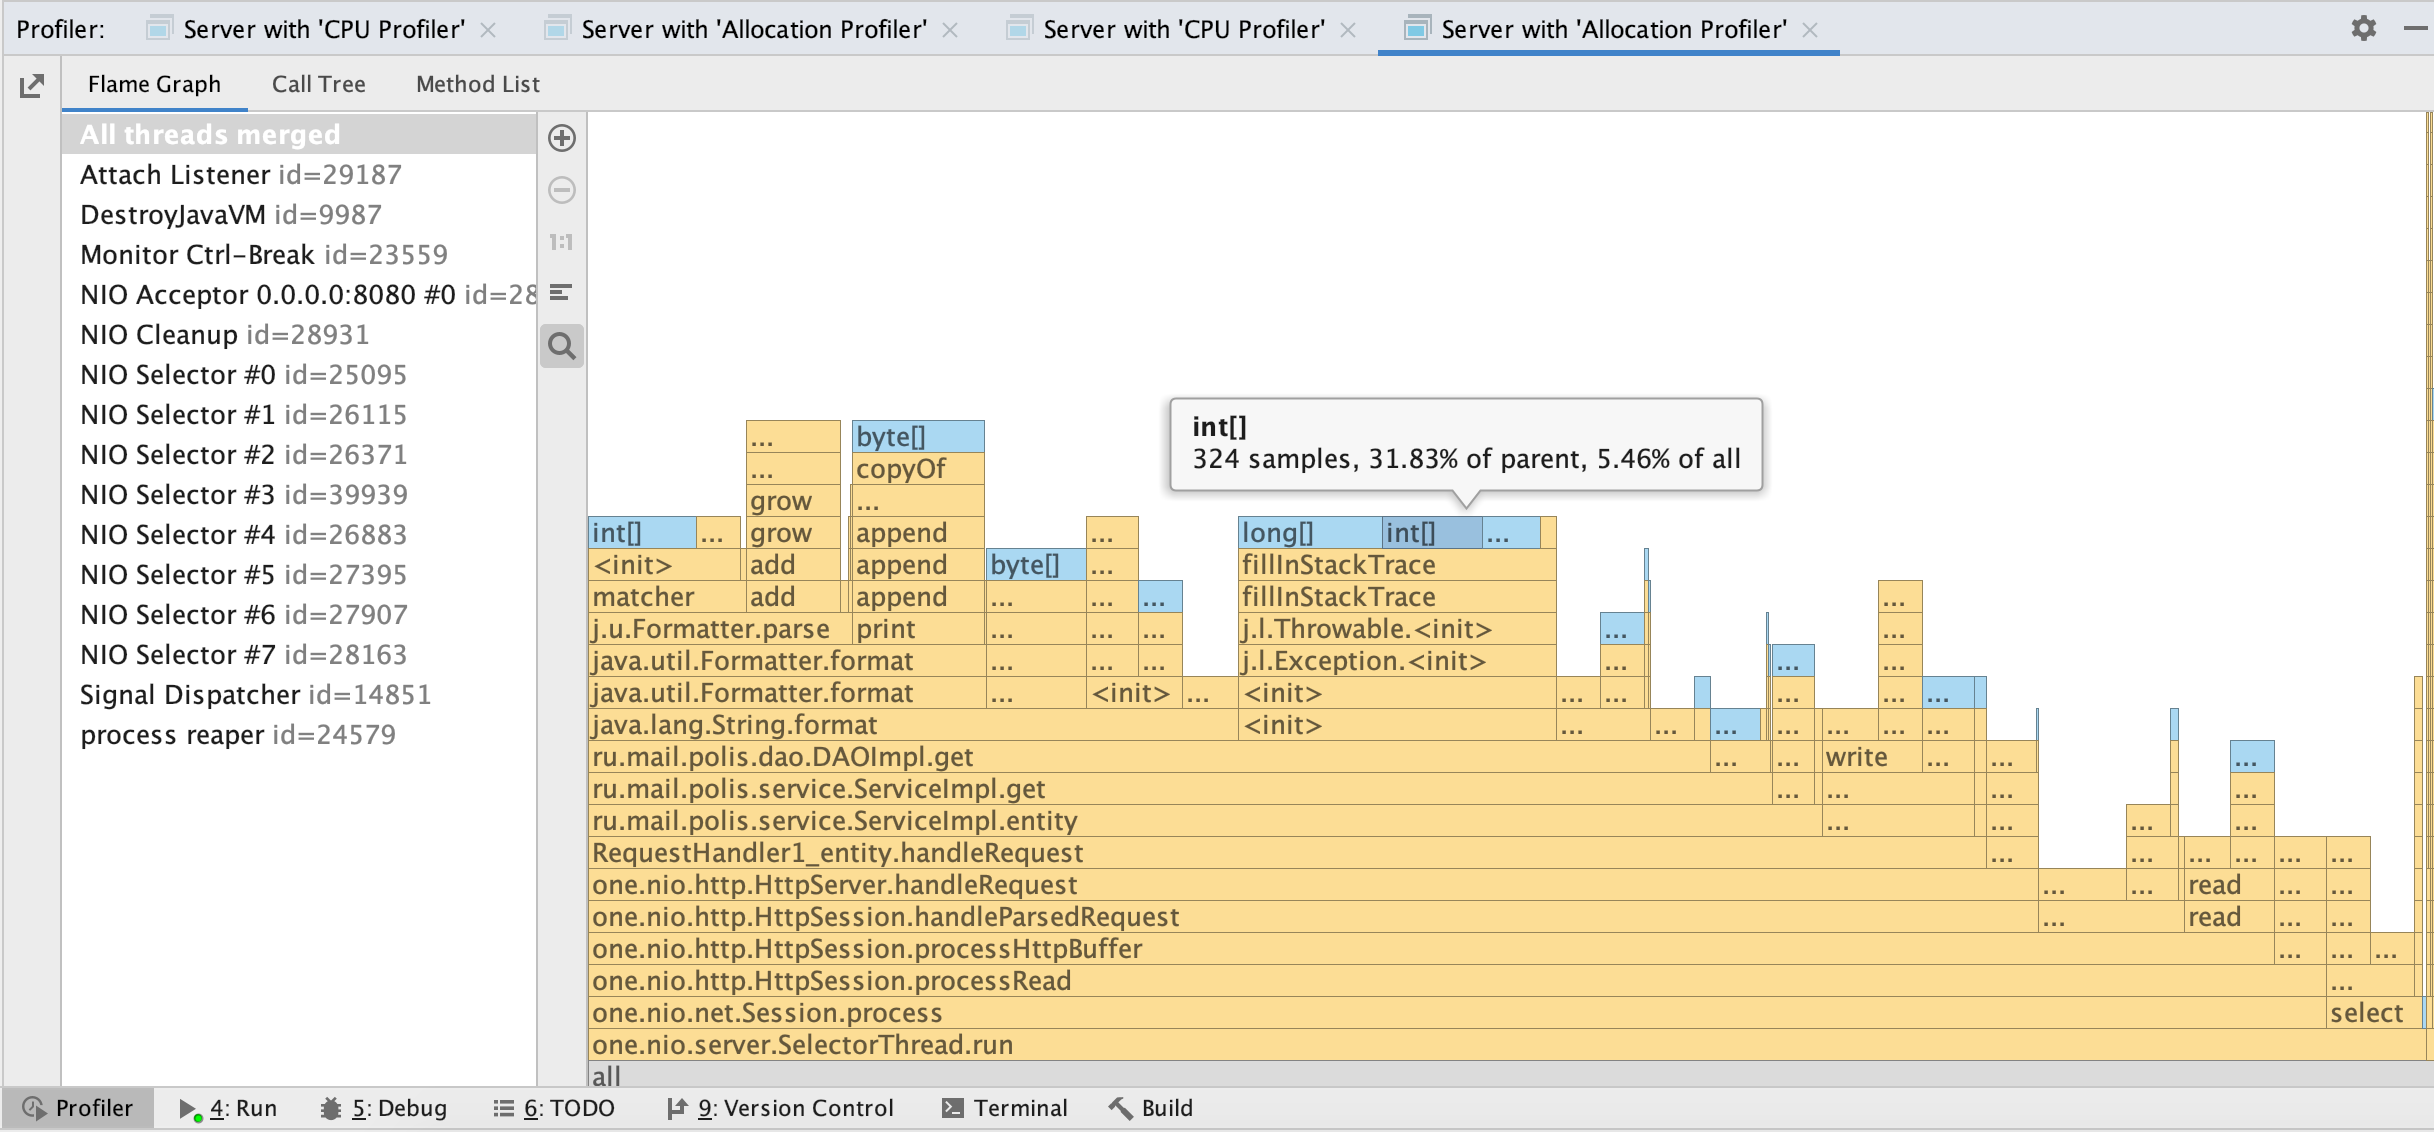 Profiler: Server with 'CPU Profiler' Server with 'Allocation Profiler' Server with 'CPU Profiler' Server with 'Allocation Profiler'
Flame Graph Call Tree Method List
All threads merged
Attach Listener id=29187
DestroyJavaVM id=9987
Monitor Ctrl-Break id=23559
NIO Acceptor 0.0.0.0:8080 #0 id=28
NIO Cleanup id=28931
NIO Selector #0 id=25095
NIO Selector #1 id=26115
NIO Selector #2 id=26371
NIO Selector #3 id=39939
NIO Selector #4 id=26883
NIO Selector #5 id=27395
NIO Selector #6 id=27907
NIO Selector #7 id=28163
Signal Dispatcher id=14851
process reaper id=24579
1:1
int[]
324 samples, 31.83% of parent, 5.46% of all
... byte[]
... copyOf
grow ...
int[] ... grow append ... long[] int[] ...
<init> add append byte[] ... fillInStackTrace
matcher add append ... ... ... fillInStackTrace ...
j.u.Formatter.parse print ... ... ... j.l.Throwable.<init> ... ...
java.util.Formatter.format ... ... ... j.l.Exception.<init> ... ... ...
java.util.Formatter.format ... <init> ... <init> ... ... ... ... ...
java.lang.String.format <init> ... ... ... ... ... ... ...
ru.mail.polis.dao.DAOImpl.get ... ... write ... ... ...
ru.mail.polis.service.ServiceImpl.get ... ... ... ...
ru.mail.polis.service.ServiceImpl.entity ... ... ... ...
RequestHandler1_entity.handleRequest ... ... ... ... ... ...
one.nio.http.HttpServer.handleRequest ... ... read ... ...
one.nio.http.HttpSession.handleParsedRequest ... read ... ...
one.nio.http.HttpSession.processHttpBuffer ... ... ...
one.nio.http.HttpSession.processRead ...
one.nio.net.Session.process select
one.nio.server.SelectorThread.run
all
Profiler 4: Run 5: Debug 6: TODO 9: Version Control Terminal Build